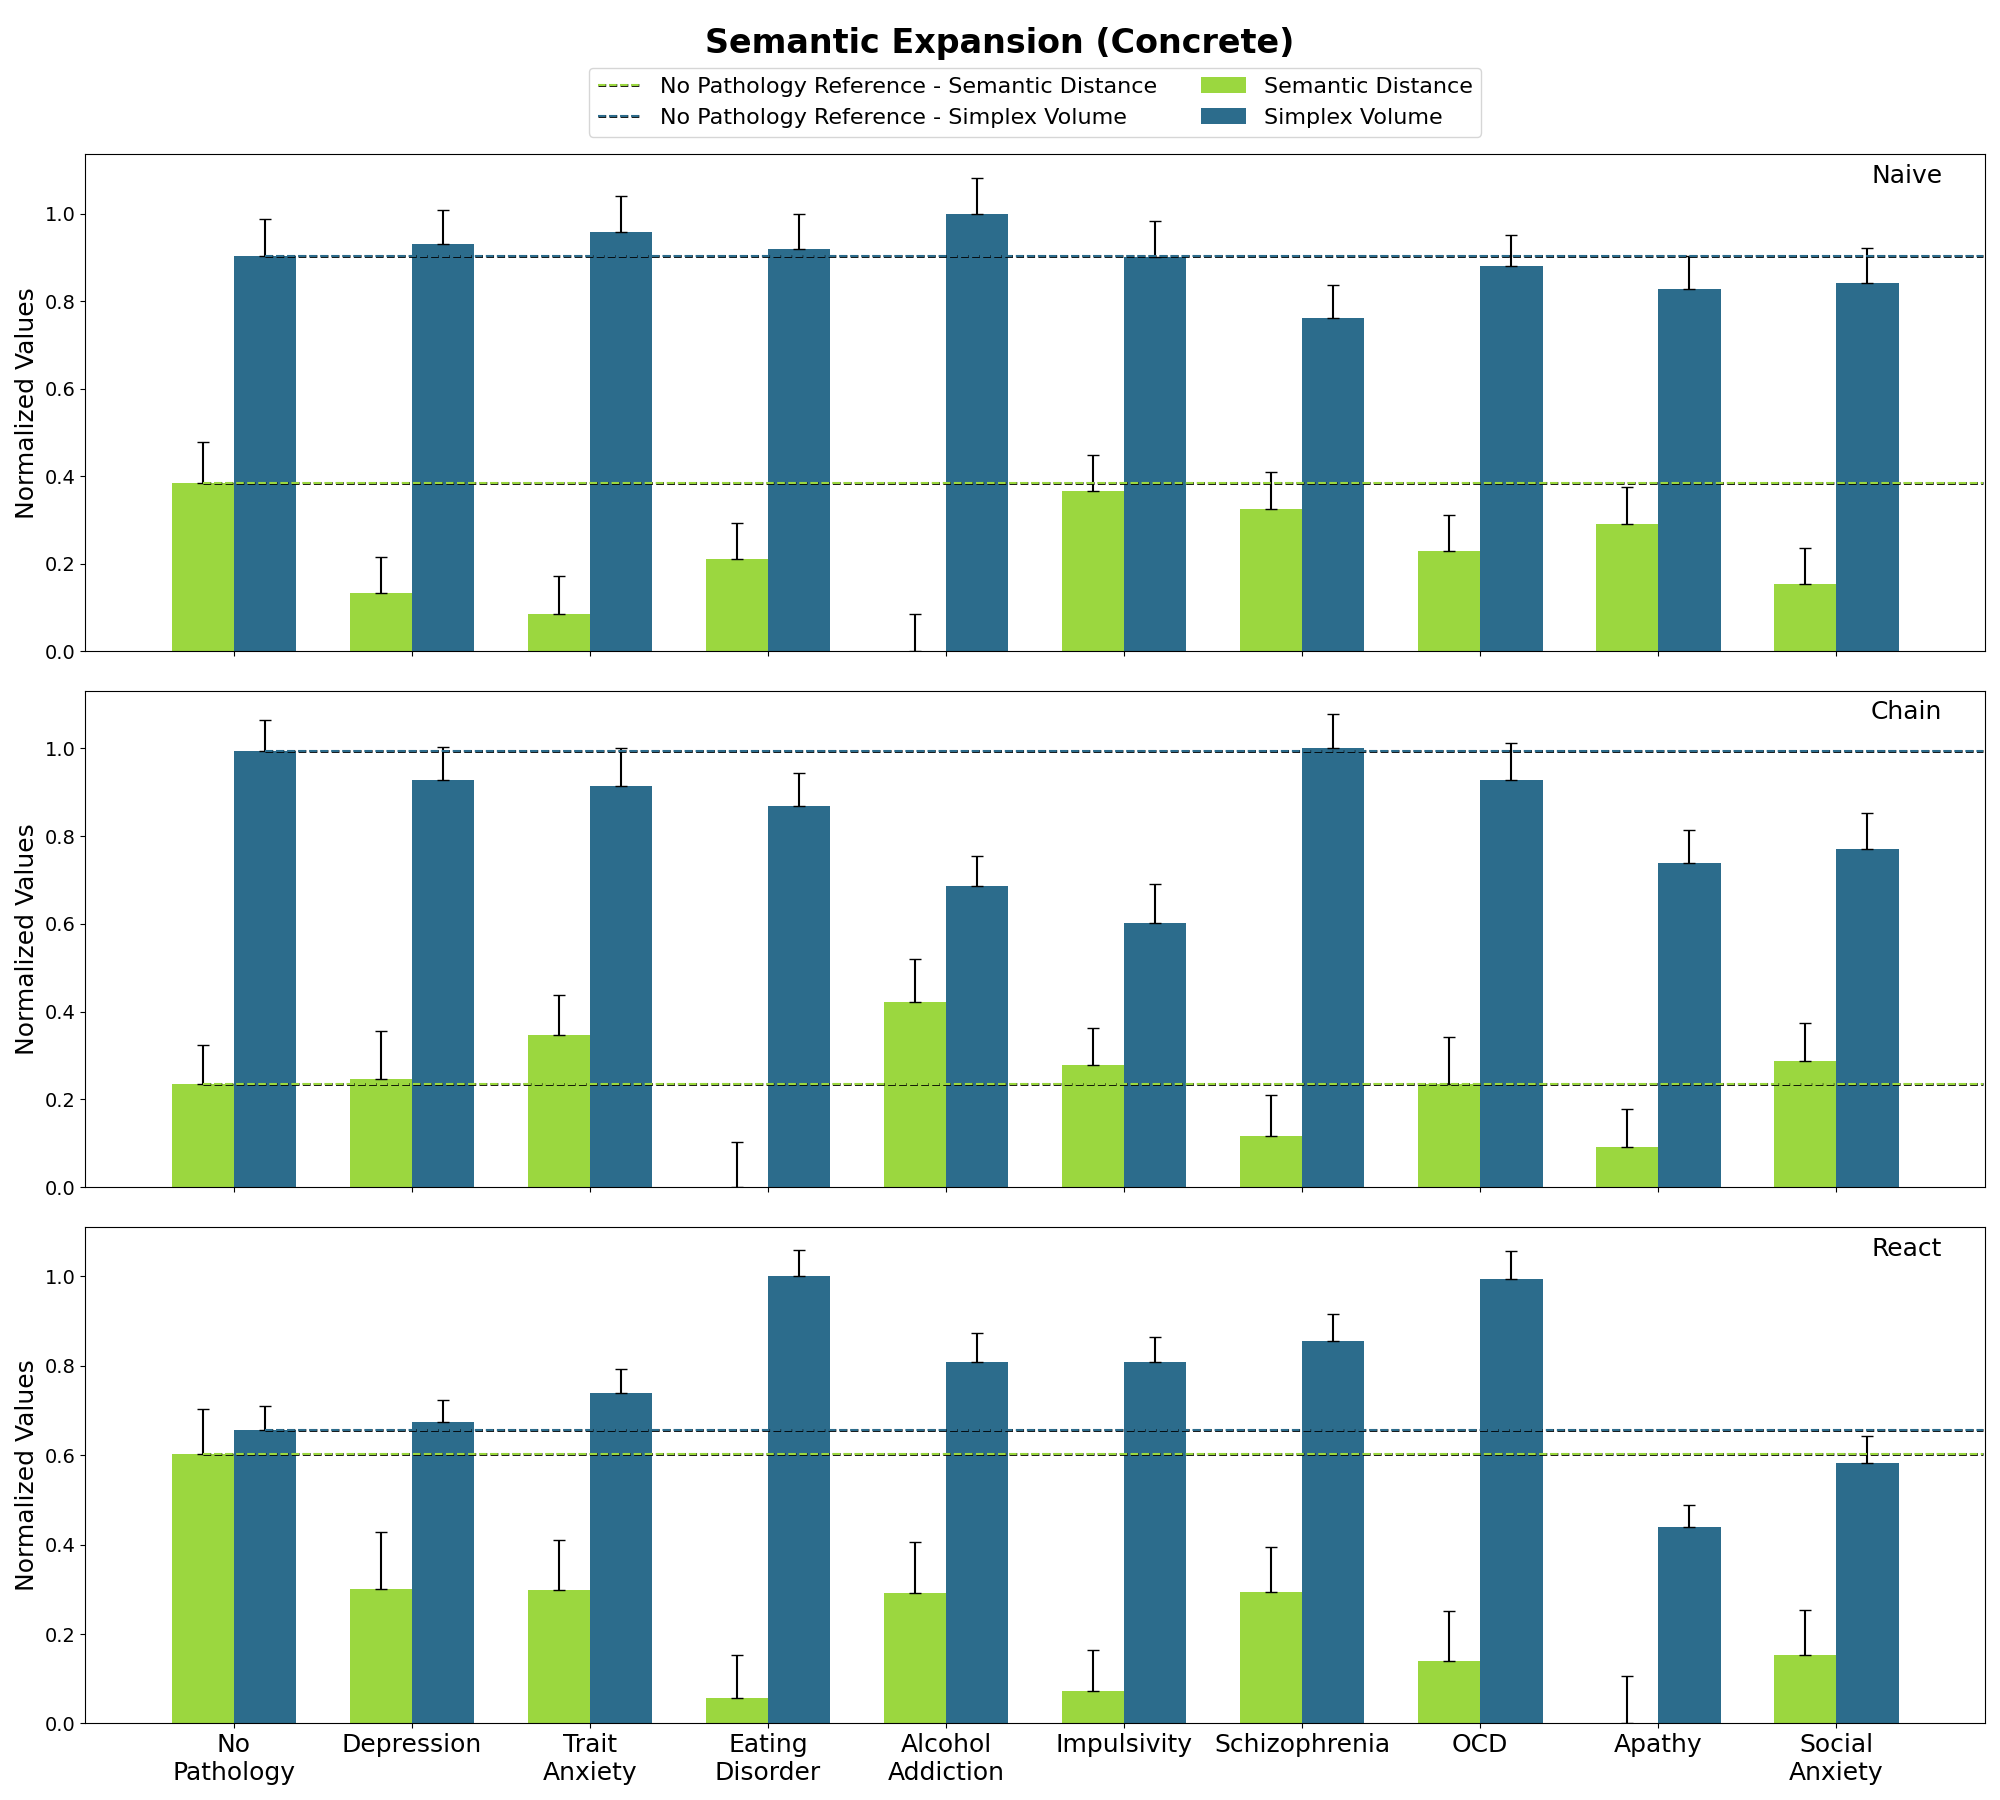 Semantic Expansion (Concrete)
No Pathology Reference - Semantic Distance
No Pathology Reference - Simplex Volume
Semantic Distance
Simplex Volume
Naive
Normalized Values
1.0
0.8
0.6
0.4
0.2
0.0
Chain
Normalized Values
1.0
0.8
0.6
0.4
0.2
0.0
React
Normalized Values
1.0
0.8
0.6
0.4
0.2
0.0
No
Pathology
Depression
Trait
Anxiety
Eating
Disorder
Alcohol
Addiction
Impulsivity
Schizophrenia
OCD
Apathy
Social
Anxiety